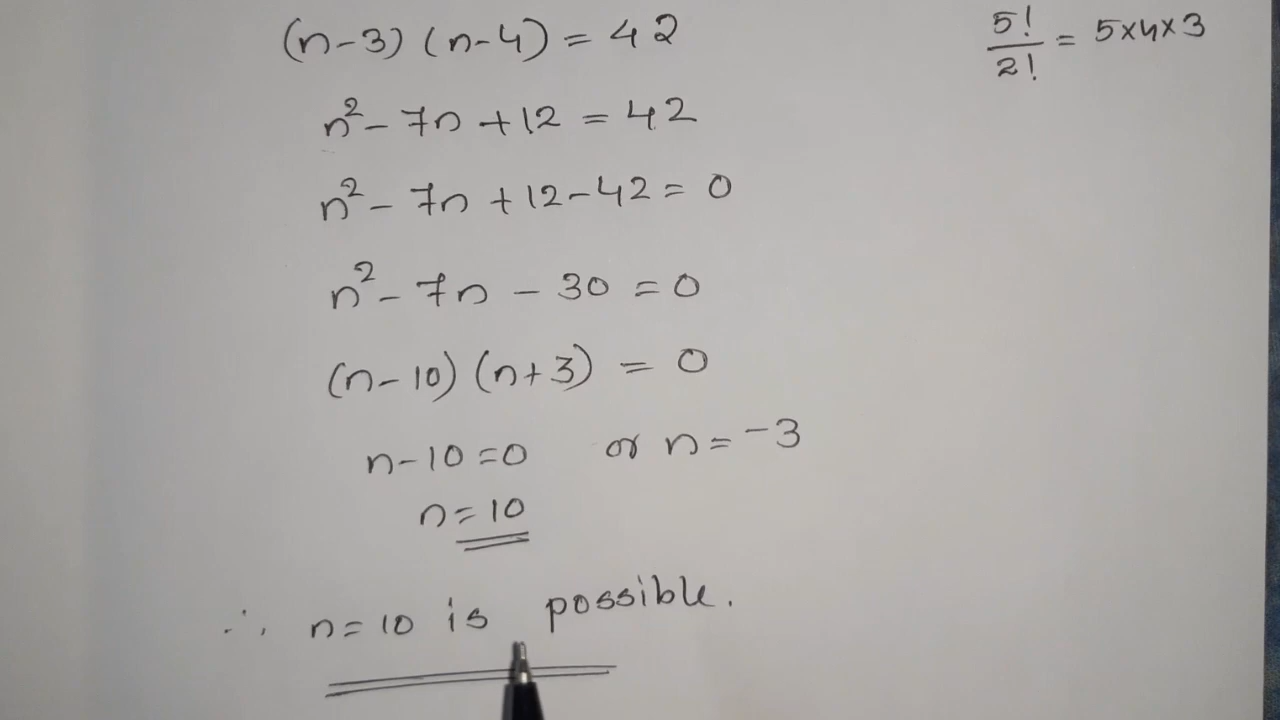 (n-3) (n-4) = 42
5!/2! = 5×4×3
n² - 7n + 12 = 42
n² - 7n + 12 - 42 = 0
n² - 7n - 30 = 0
(n-10) (n+3) = 0
n-10 = 0 or n = -3
n = 10
∴ n = 10 is possible.